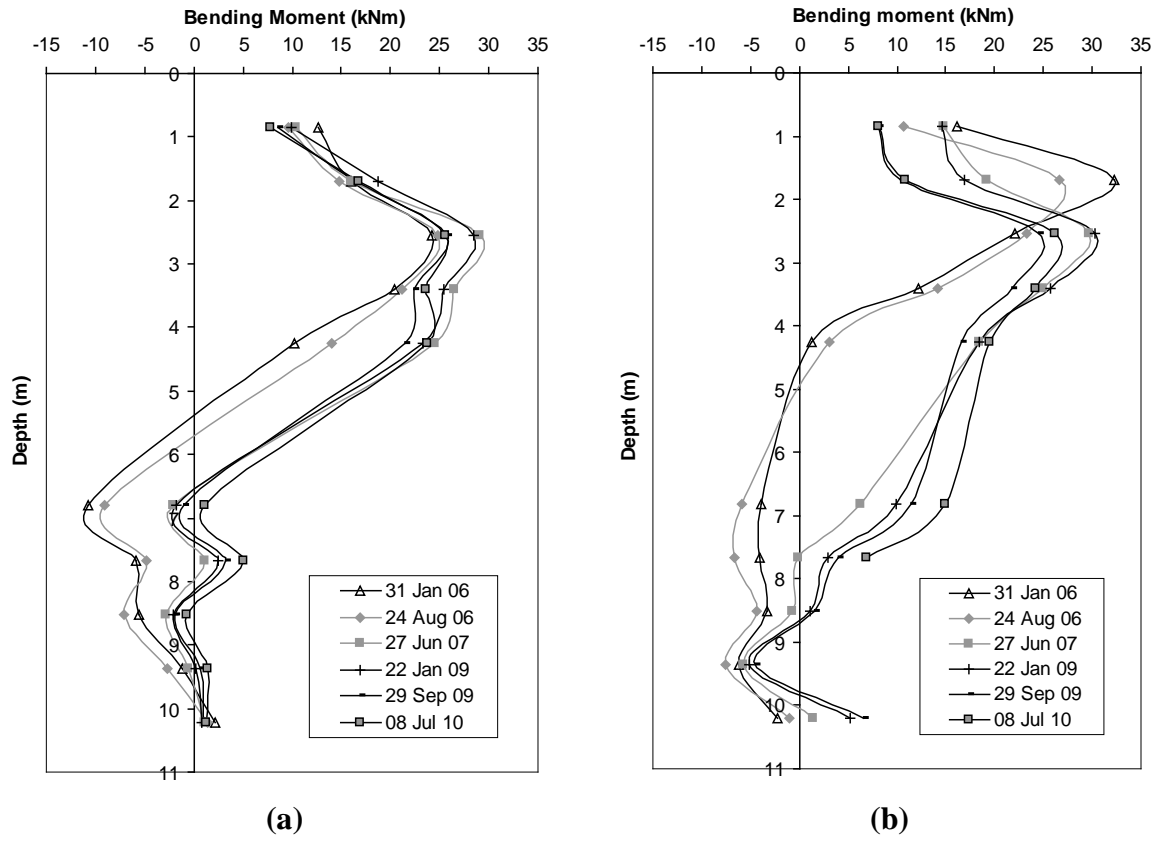 Bending Moment (kNm)
-15 -10 -5 0 5 10 15 20 25 30 35
0
1
2
3
4
5
6
7
8
9
10
11
Depth (m)
31 Jan 06
24 Aug 06
27 Jun 07
22 Jan 09
29 Sep 09
08 Jul 10
(a)
Bending moment (kNm)
-15 -10 -5 0 5 10 15 20 25 30 35
0
1
2
3
4
5
6
7
8
9
10
11
Depth (m)
31 Jan 06
24 Aug 06
27 Jun 07
22 Jan 09
29 Sep 09
08 Jul 10
(b)